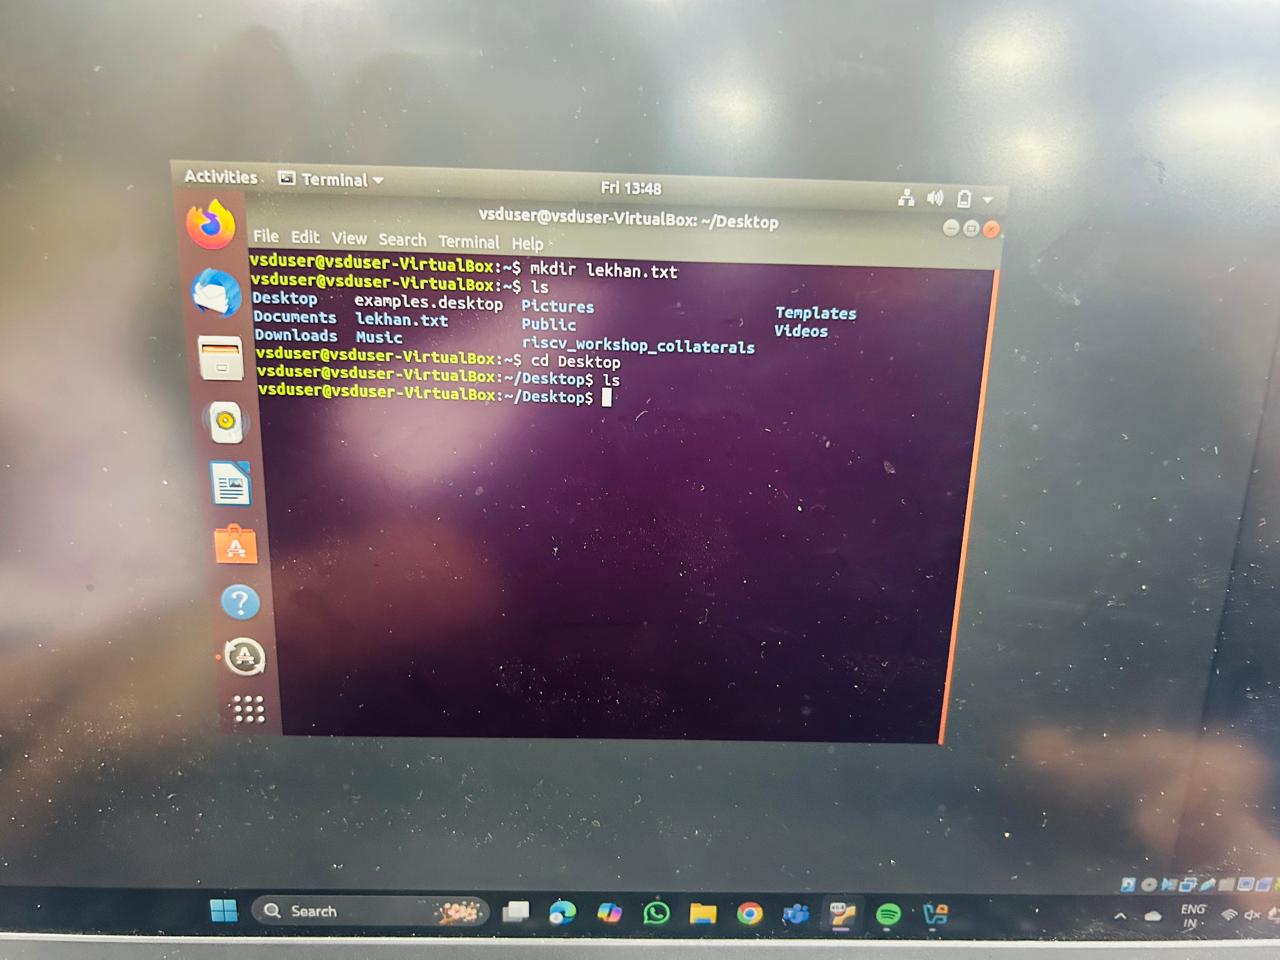 Activities Terminal Fri 13:48
vsduser@vsduser-VirtualBox: ~/Desktop
File Edit View Search Terminal Help
vsduser@vsduser-VirtualBox:~$ mkdir lekhan.txt
vsduser@vsduser-VirtualBox:~$ ls
Desktop examples.desktop Pictures Templates
Documents lekhan.txt Public Videos
Downloads Music riscv_workshop_collaterals
vsduser@vsduser-VirtualBox:~$ cd Desktop
vsduser@vsduser-VirtualBox:~/Desktop$ ls
vsduser@vsduser-VirtualBox:~/Desktop$
Search
ENG
IN